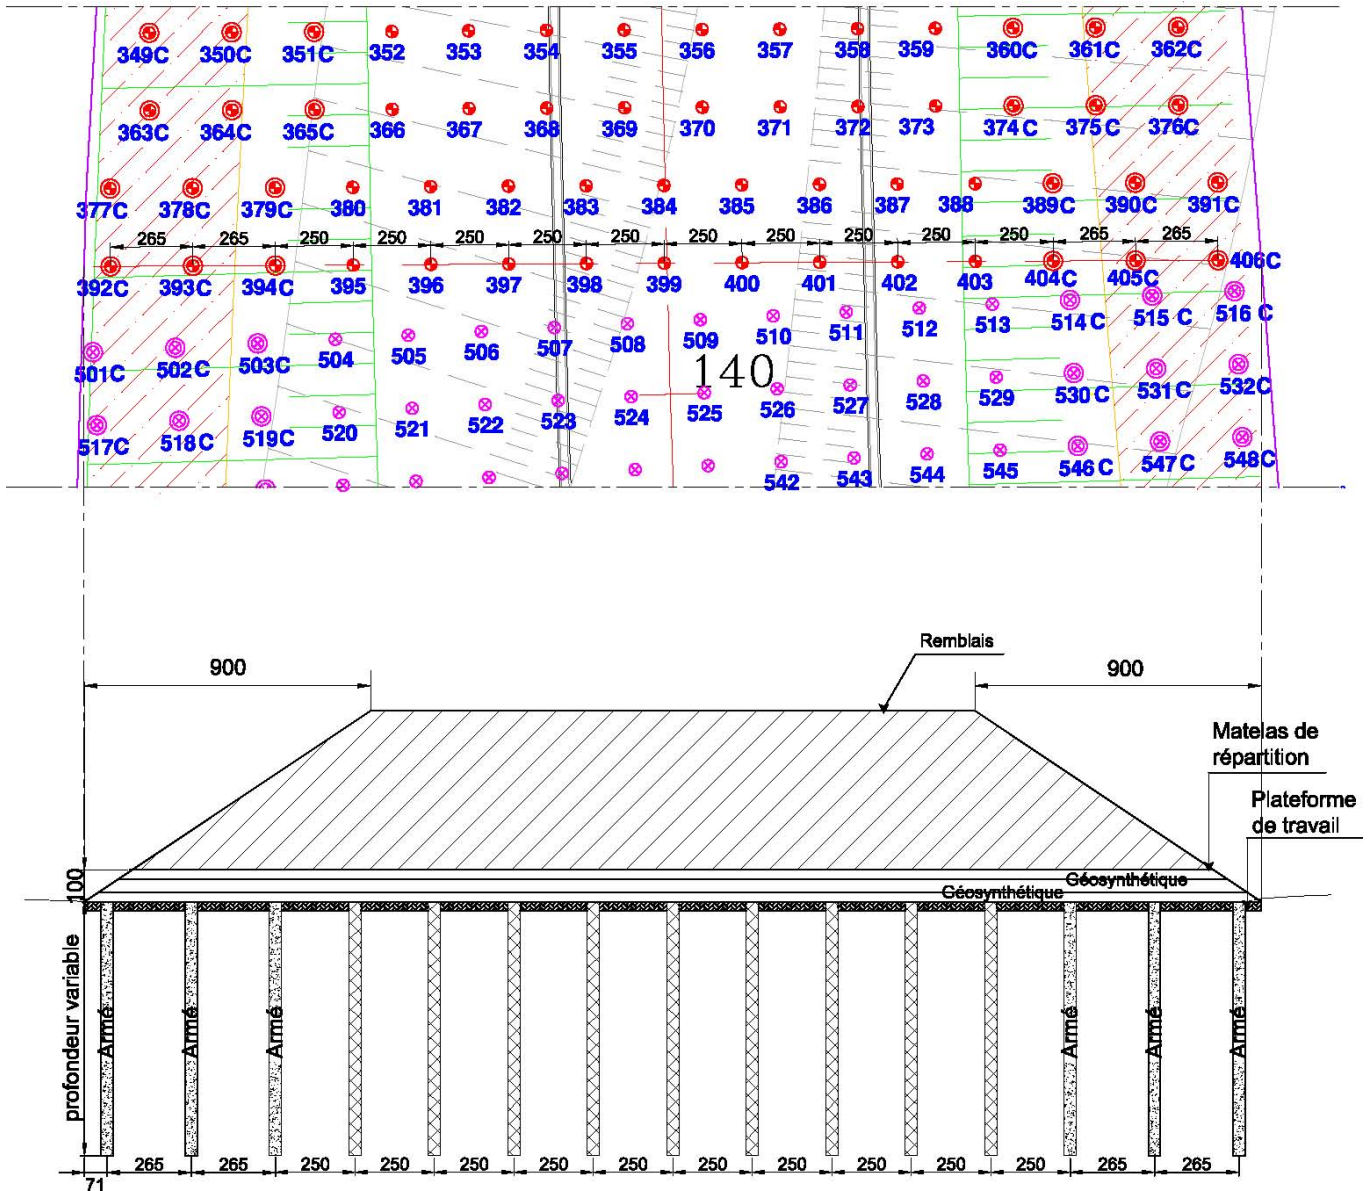 349C 350C 351C 352 353 354 355 356 357 358 359 360C 361C 362C
363C 364C 365C 366 367 368 369 370 371 372 373 374 C 375 C 376C
377C 378C 379C 380 381 382 383 384 385 386 387 388 389C 390C 391C
265 265 250 250 250 250 250 250 250 250 250 250 265 265
392C 393C 394C 395 396 397 398 399 400 401 402 403 404C 405C 406C
501C 502C 503C 504 505 506 507 508 509 510 511 512 513 514 C 515 C 516 C
140
517C 518C 519C 520 521 522 523 524 525 526 527 528 529 530C 531C 532C
542 543 544 545 546 C 547C 548C
Remblais
900 900
Matelas de
répartition
Plateforme
de travail
Géosynthétique
Géosynthétique
100
profondeur variable
Armé Armé Armé Armé Armé Armé
265 265 250 250 250 250 250 250 250 250 250 250 265 265
71